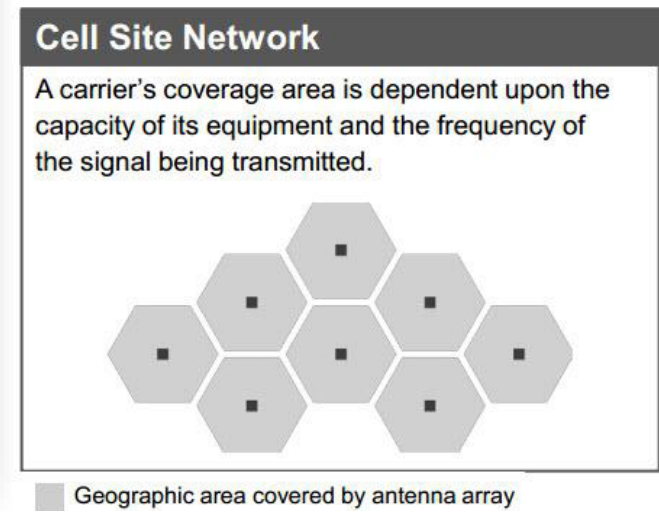 Cell Site Network
A carrier's coverage area is dependent upon the
capacity of its equipment and the frequency of
the signal being transmitted.
Geographic area covered by antenna array